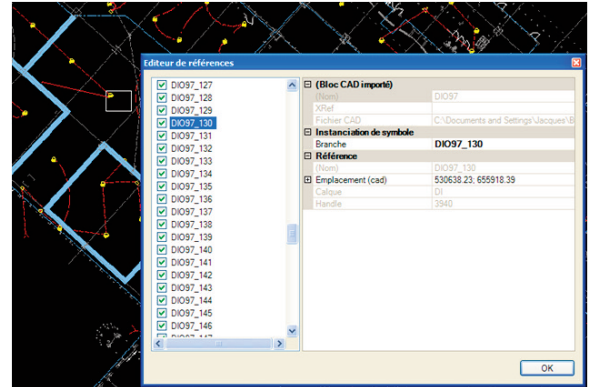 Editeur de références
DIO97_127
DIO97_128
DIO97_129
DIO97_130
DIO97_131
DIO97_132
DIO97_133
DIO97_134
DIO97_135
DIO97_136
DIO97_137
DIO97_138
DIO97_139
DIO97_140
DIO97_141
DIO97_142
DIO97_143
DIO97_144
DIO97_145
DIO97_146
DIO97_147
(Bloc CAD importé)
(Nom) DIO97
XRef
Fichier CAD C:\Documents and Settings\Jacques\B
Instanciation de symbole
Branche DIO97_130
Référence
(Nom) DIO97_130
Emplacement (cad) 530638.23; 655918.39
Calque DI
Handle 3940
OK